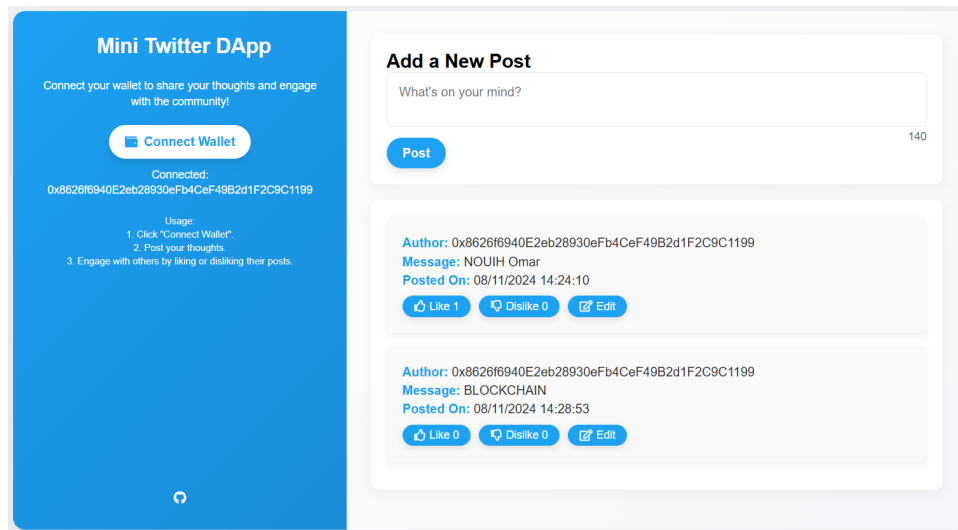 Mini Twitter DApp
Connect your wallet to share your thoughts and engage
with the community!
Connect Wallet
Connected:
0x8626f6940E2eb28930eFb4CeF49B2d1F2C9C1199
Usage:
1. Click "Connect Wallet".
2. Post your thoughts.
3. Engage with others by liking or disliking their posts.
Add a New Post
What's on your mind?
140
Post
Author: 0x8626f6940E2eb28930eFb4CeF49B2d1F2C9C1199
Message: NOUIH Omar
Posted On: 08/11/2024 14:24:10
Like 1 Dislike 0 Edit
Author: 0x8626f6940E2eb28930eFb4CeF49B2d1F2C9C1199
Message: BLOCKCHAIN
Posted On: 08/11/2024 14:28:53
Like 0 Dislike 0 Edit